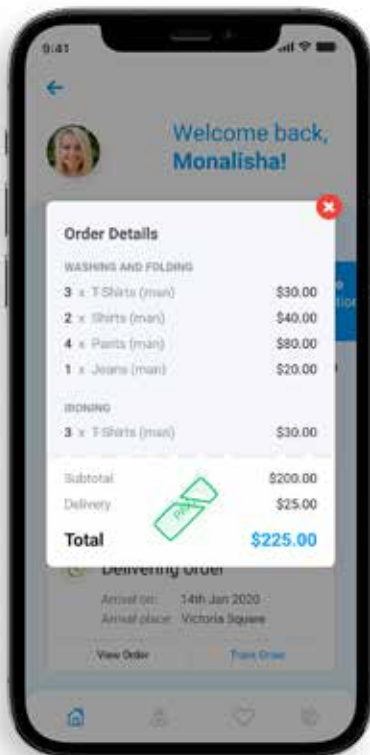 9:41
Welcome back,
Monalisha!
Order Details
WASHING AND FOLDING
3 x T-Shirts (man) $30.00
2 x Shirts (man) $40.00
4 x Pants (man) $80.00
1 x Jeans (man) $20.00
IRONING
3 x T-Shirts (man) $30.00
Subtotal $200.00
Delivery $25.00
Total $225.00
Delivering order
Arrival on: 14th Jan 2020
Arrival place: Victoria Square
View Order Track Order